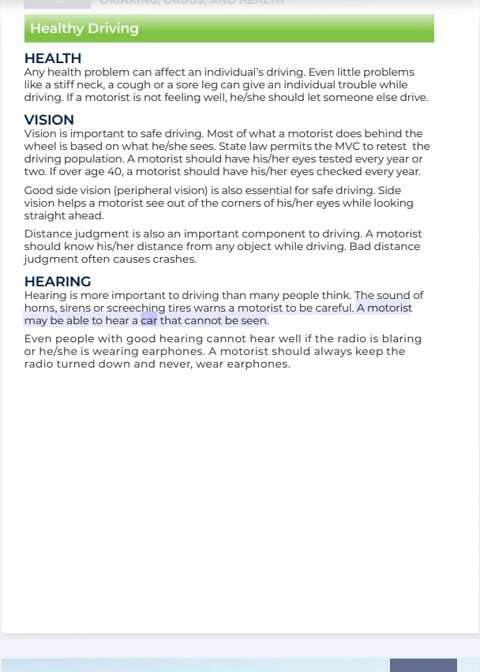 DRINKING, DRUGS, AND HEALTH
Healthy Driving
HEALTH
Any health problem can affect an individual's driving. Even little problems
like a stiff neck, a cough or a sore leg can give an individual trouble while
driving. If a motorist is not feeling well, he/she should let someone else drive.
VISION
Vision is important to safe driving. Most of what a motorist does behind the
wheel is based on what he/she sees. State law permits the MVC to retest the
driving population. A motorist should have his/her eyes tested every year or
two. If over age 40, a motorist should have his/her eyes checked every year.
Good side vision (peripheral vision) is also essential for safe driving. Side
vision helps a motorist see out of the corners of his/her eyes while looking
straight ahead.
Distance judgment is also an important component to driving. A motorist
should know his/her distance from any object while driving. Bad distance
judgment often causes crashes.
HEARING
Hearing is more important to driving than many people think. The sound of
horns, sirens or screeching tires warns a motorist to be careful. A motorist
may be able to hear a car that cannot be seen.
Even people with good hearing cannot hear well if the radio is blaring
or he/she is wearing earphones. A motorist should always keep the
radio turned down and never, wear earphones.